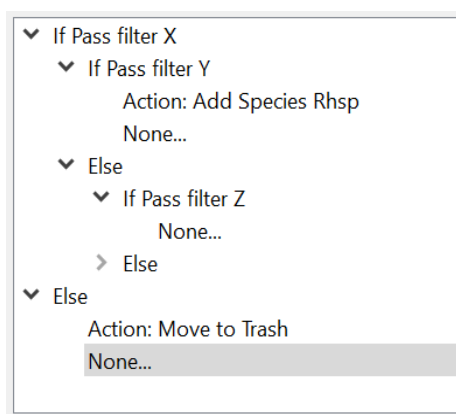 If Pass filter X
If Pass filter Y
Action: Add Species Rhsp
None...
Else
If Pass filter Z
None...
Else
Else
Action: Move to Trash
None...